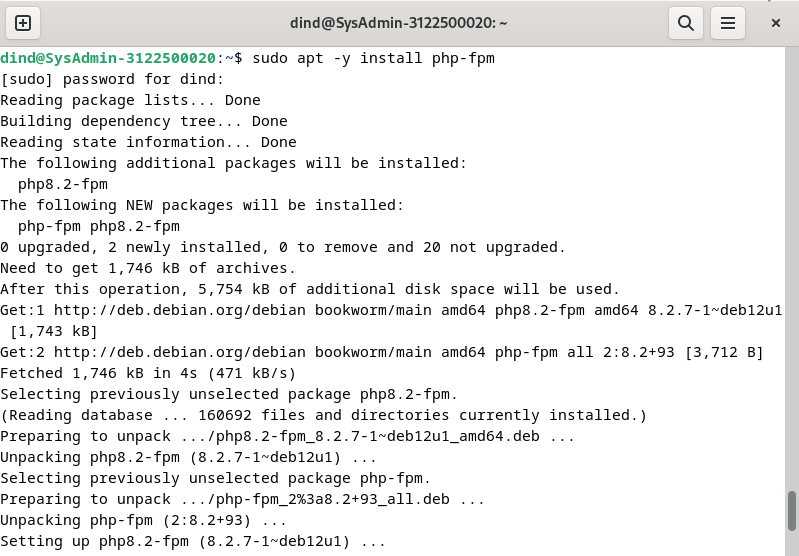 dind@SysAdmin-3122500020: ~
dind@SysAdmin-3122500020:~$ sudo apt -y install php-fpm
[sudo] password for dind:
Reading package lists... Done
Building dependency tree... Done
Reading state information... Done
The following additional packages will be installed:
  php8.2-fpm
The following NEW packages will be installed:
  php-fpm php8.2-fpm
0 upgraded, 2 newly installed, 0 to remove and 20 not upgraded.
Need to get 1,746 kB of archives.
After this operation, 5,754 kB of additional disk space will be used.
Get:1 http://deb.debian.org/debian bookworm/main amd64 php8.2-fpm amd64 8.2.7-1~deb12u1
 [1,743 kB]
Get:2 http://deb.debian.org/debian bookworm/main amd64 php-fpm all 2:8.2+93 [3,712 B]
Fetched 1,746 kB in 4s (471 kB/s)
Selecting previously unselected package php8.2-fpm.
(Reading database ... 160692 files and directories currently installed.)
Preparing to unpack .../php8.2-fpm_8.2.7-1~deb12u1_amd64.deb ...
Unpacking php8.2-fpm (8.2.7-1~deb12u1) ...
Selecting previously unselected package php-fpm.
Preparing to unpack .../php-fpm_2%3a8.2+93_all.deb ...
Unpacking php-fpm (2:8.2+93) ...
Setting up php8.2-fpm (8.2.7-1~deb12u1) ...